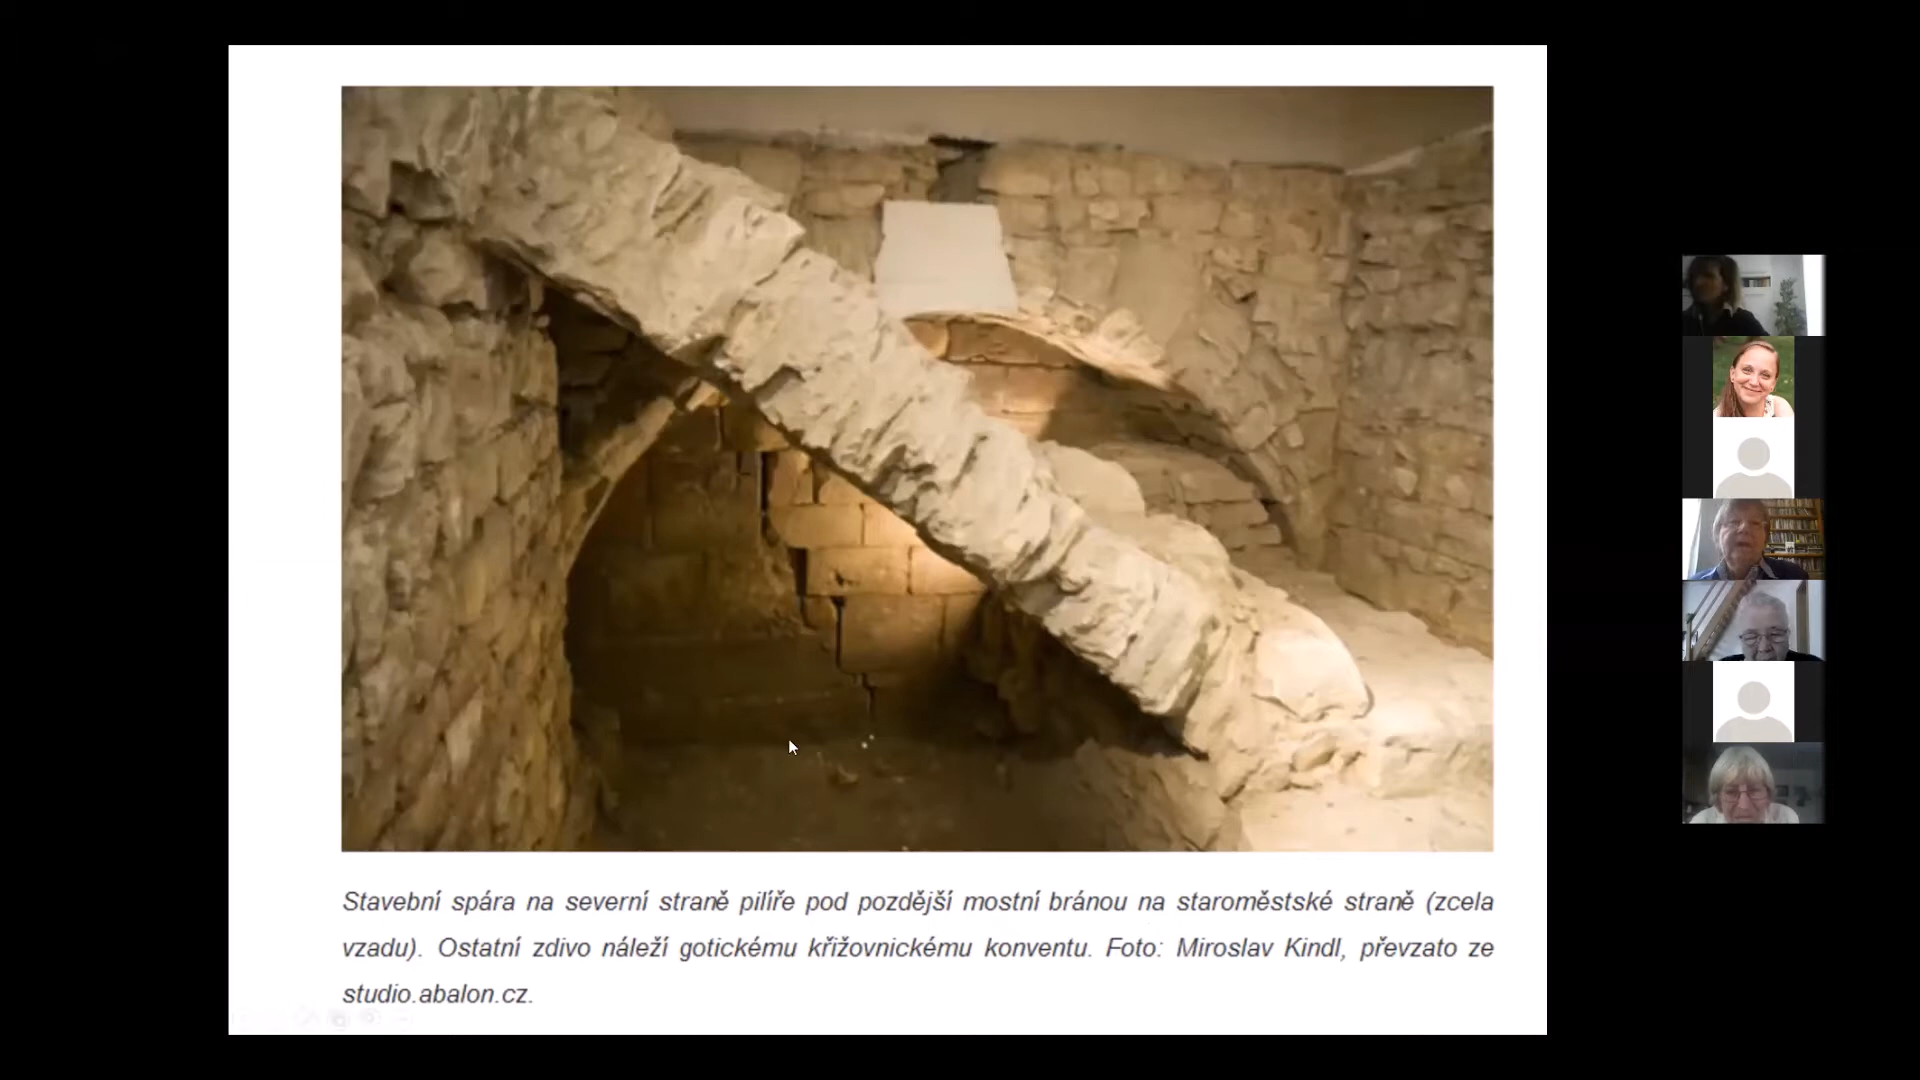 Stavební spára na severní straně pilíře pod pozdější mostní bránou na staroměstské straně (zcela
vzadu). Ostatní zdivo náleží gotickému křižovnickému konventu. Foto: Miroslav Kindl, převzato ze
studio.abalon.cz.